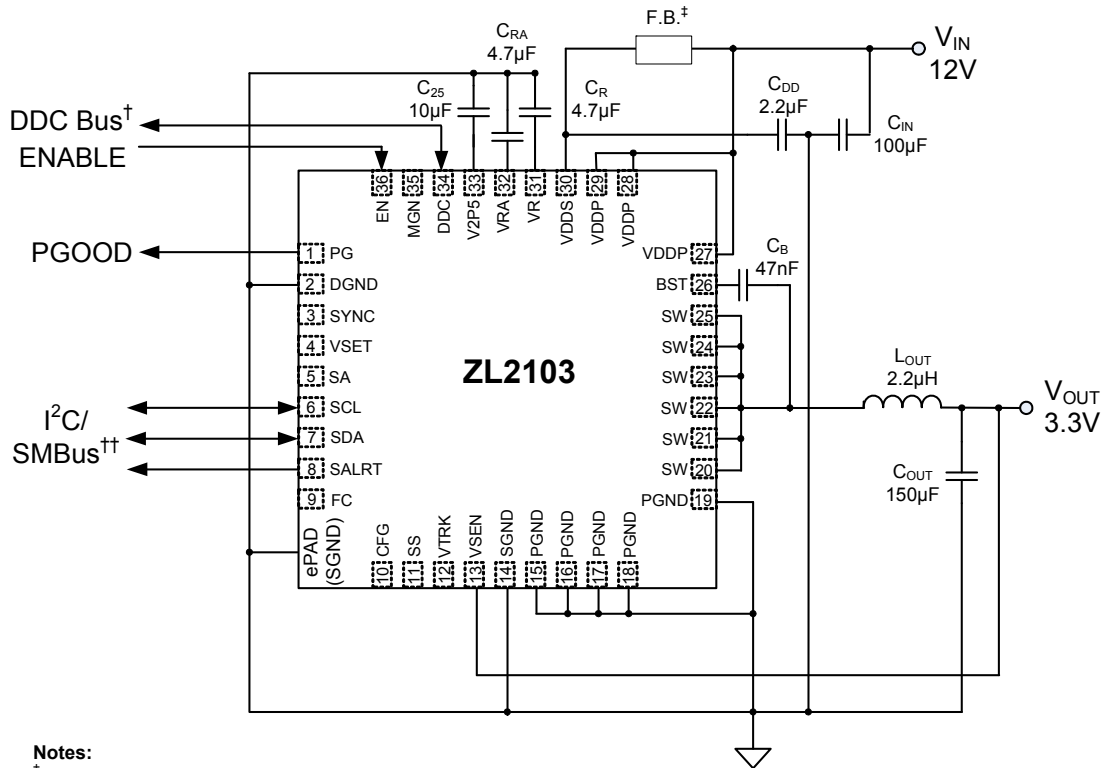 F.B.‡
VIN
12V
CRA
4.7µF
C25
10µF
CR
4.7µF
CDD
2.2µF
CIN
100µF
DDC Bus†
ENABLE
36 35 34 33 32 31 30 29 28
EN MGN DDC V2P5 VRA VR VDDS VDDP VDDP
PGOOD
1 PG
2 DGND
3 SYNC
4 VSET
5 SA
6 SCL
7 SDA
8 SALRT
9 FC
I²C/
SMBus††
ZL2103
VDDP 27
BST 26
SW 25
SW 24
SW 23
SW 22
SW 21
SW 20
PGND 19
CB
47nF
LOUT
2.2µH
VOUT
3.3V
COUT
150µF
ePAD
(SGND)
CFG SS VTRK VSEN SGND PGND PGND PGND PGND
10 11 12 13 14 15 16 17 18
Notes: